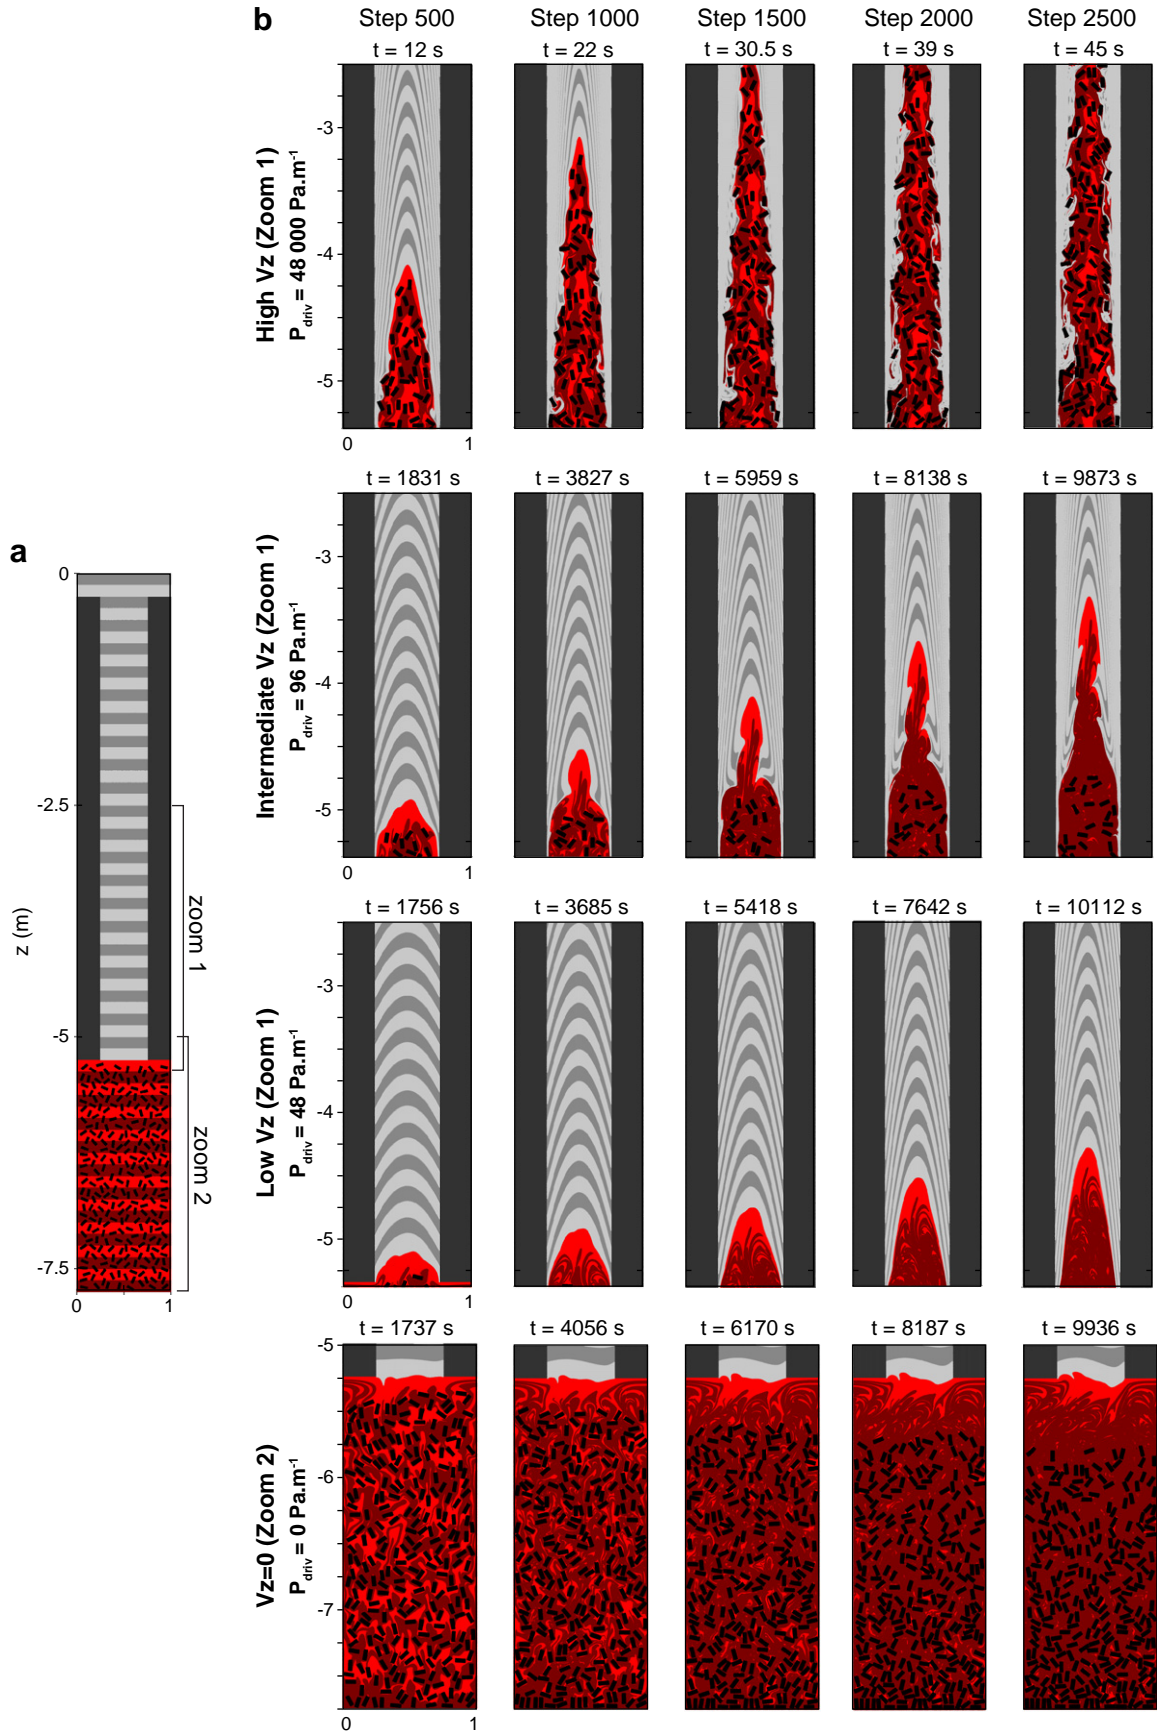 b
Step 500 Step 1000 Step 1500 Step 2000 Step 2500
t = 12 s t = 22 s t = 30.5 s t = 39 s t = 45 s
High Vz (Zoom 1)
P_driv = 48 000 Pa.m⁻¹
-3
-4
-5
0 1
t = 1831 s t = 3827 s t = 5959 s t = 8138 s t = 9873 s
Intermediate Vz (Zoom 1)
P_driv = 96 Pa.m⁻¹
-3
-4
-5
0 1
a
0
-2.5
-5
-7.5
z (m)
zoom 1
zoom 2
0 1
t = 1756 s t = 3685 s t = 5418 s t = 7642 s t = 10112 s
Low Vz (Zoom 1)
P_driv = 48 Pa.m⁻¹
-3
-4
-5
0 1
t = 1737 s t = 4056 s t = 6170 s t = 8187 s t = 9936 s
Vz=0 (Zoom 2)
P_driv = 0 Pa.m⁻¹
-5
-6
-7
0 1